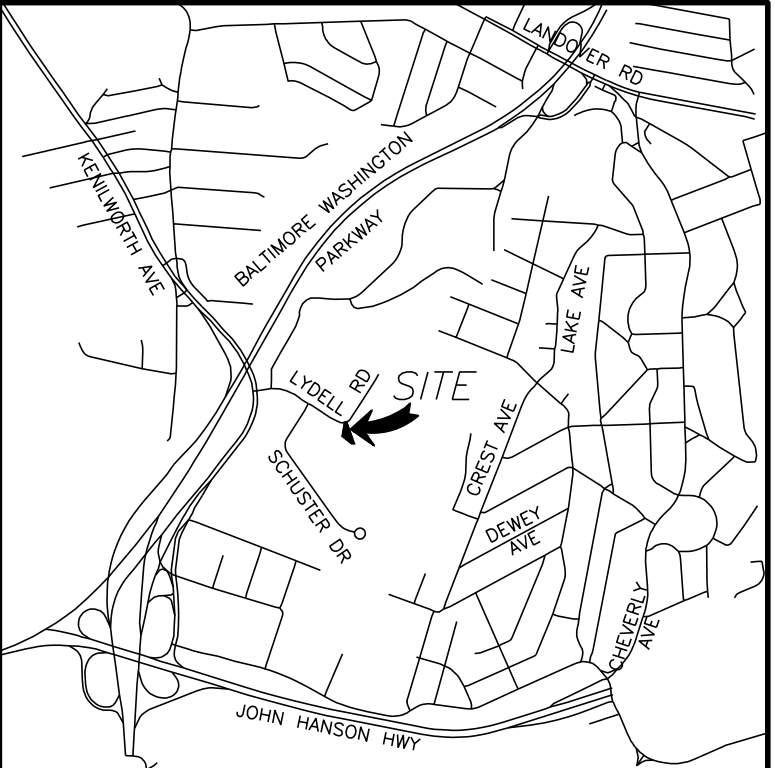 LANDOVER RD
KENILWORTH AVE
BALTIMORE WASHINGTON
PARKWAY
LAKE AVE
LYDELL RD
SITE
CREST AVE
SCHUSTER DR
DEWEY
AVE
CHEVERLY
AVE
JOHN HANSON HWY